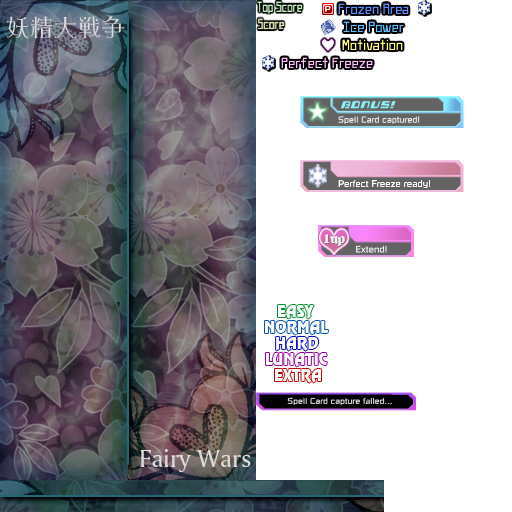 妖精大戦争
Top Score
Score
Frozen Area
Ice Power
Motivation
Perfect Freeze
BONUS!
Spell Card captured!
Perfect Freeze ready!
1up
Extend!
EASY
NORMAL
HARD
LUNATIC
EXTRA
Spell Card capture failed...
Fairy Wars